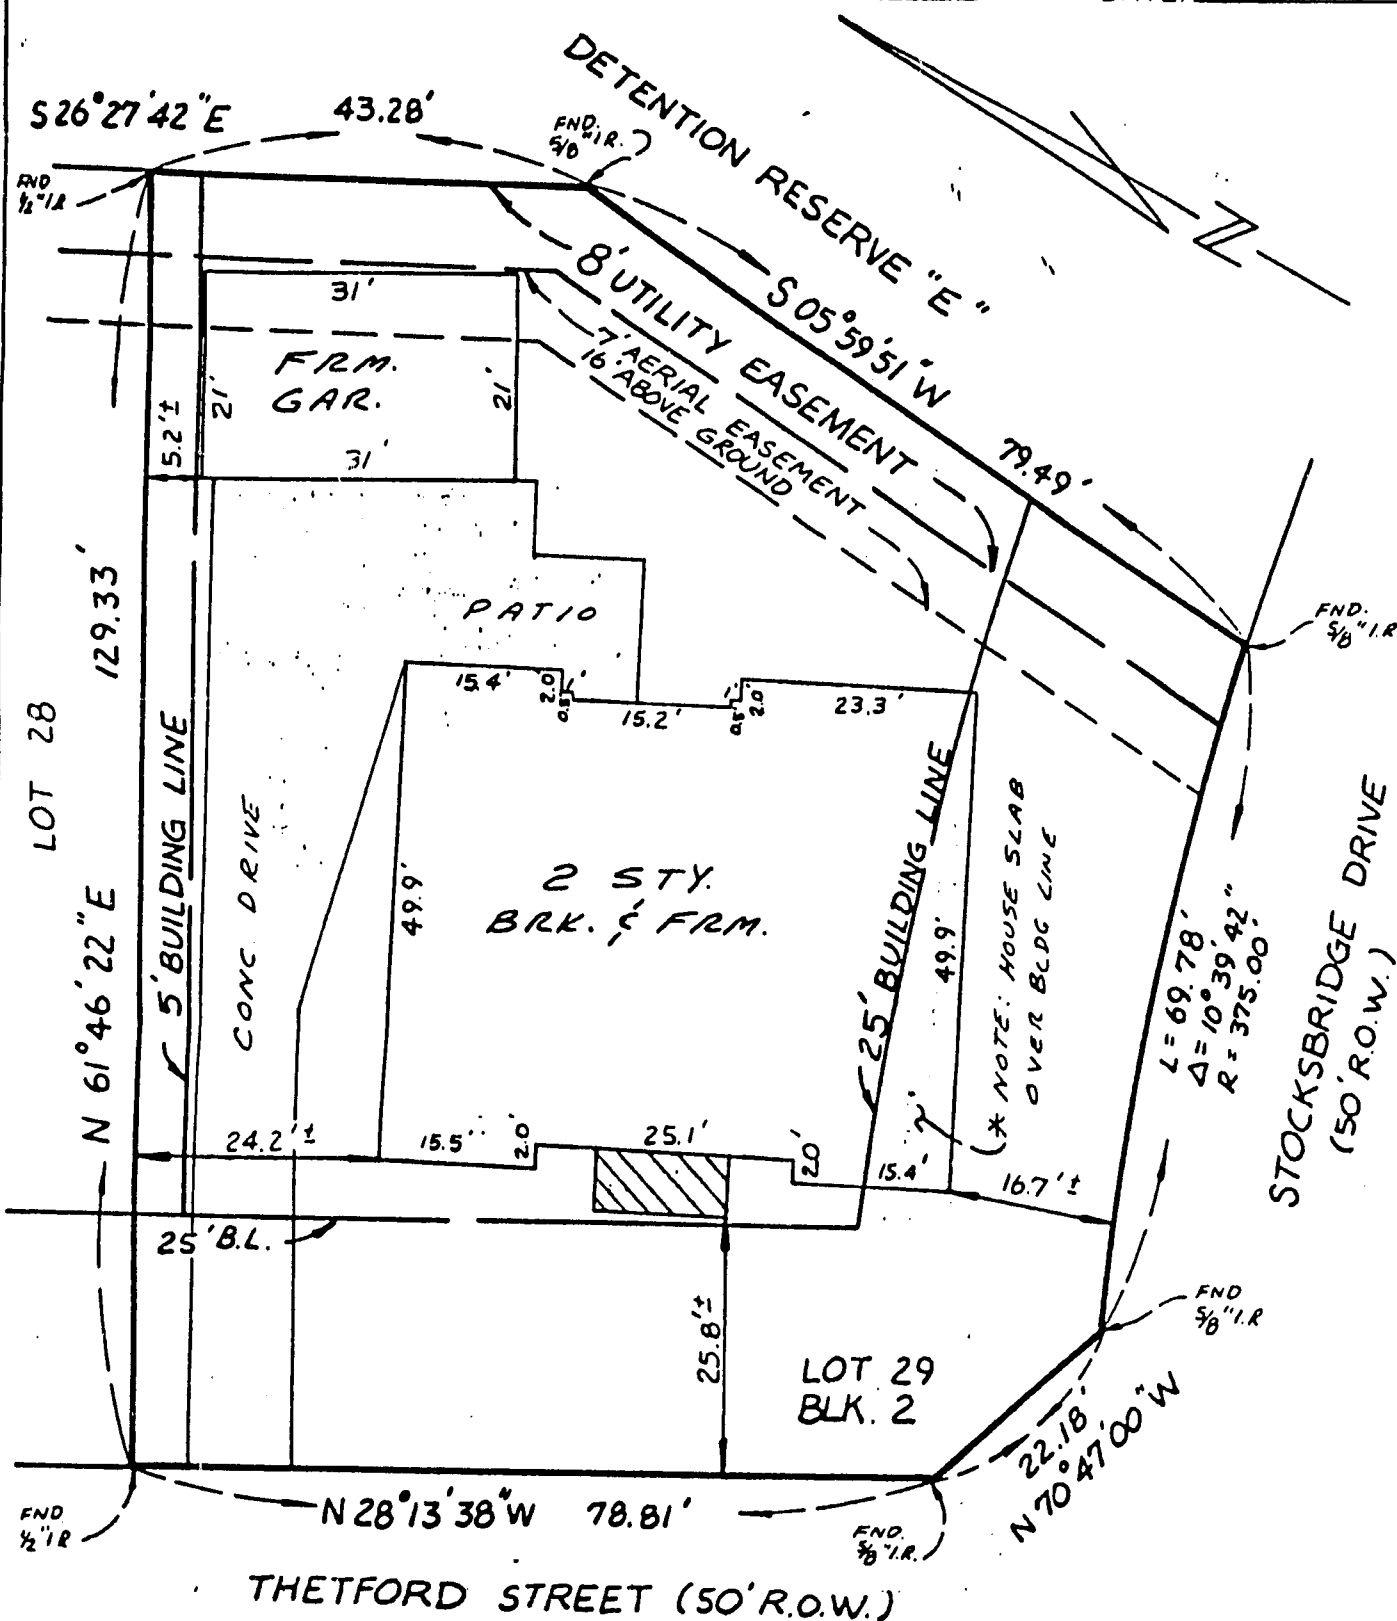 S 26°27'42"E
43.28'
FND.
5/8"I.R.
FND
1/2"I.R
DETENTION RESERVE "E"
N
8' UTILITY EASEMENT
S 05°59'51"W
79.49'
7' AERIAL EASEMENT
16' ABOVE GROUND
31'
FRM.
GAR.
21'
21'
31'
5.2'±
FND.
5/8"I.R
PATIO
129.33'
N 61°46'22"E
LOT 28
5' BUILDING LINE
CONC DRIVE
15.4'
2.0
1'
0.5'
15.2'
1'
0.5'
2.0
23.3'
49.9'
2 STY.
BRK. & FRM.
25' BUILDING LINE
49.9'
(* NOTE: HOUSE SLAB
OVER BLDG LINE
L = 69.78'
Δ = 10°39'42"
R = 375.00'
STOCKSBRIDGE DRIVE
(50' R.O.W.)
24.2'±
15.5'
2.0'
25.1'
2.0'
15.4'
16.7'±
25' B.L.
25.8'±
LOT 29
BLK. 2
FND
5/8"I.R
22.18'
N 70°47'00"W
FND
1/2"I.R
N 28°13'38"W
78.81'
FND.
5/8"I.R.
THETFORD STREET (50' R.O.W.)